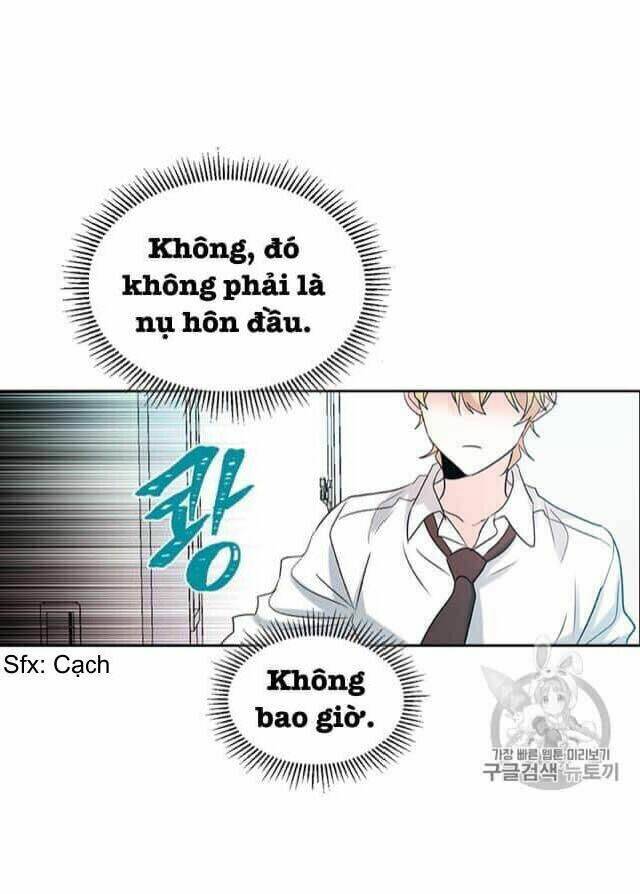 Không, đó
không phải là
nụ hôn đầu.
쾅
Sfx: Cạch
Không
bao giờ.
가장 빠른 웹툰 미리보기
구글검색 뉴토끼